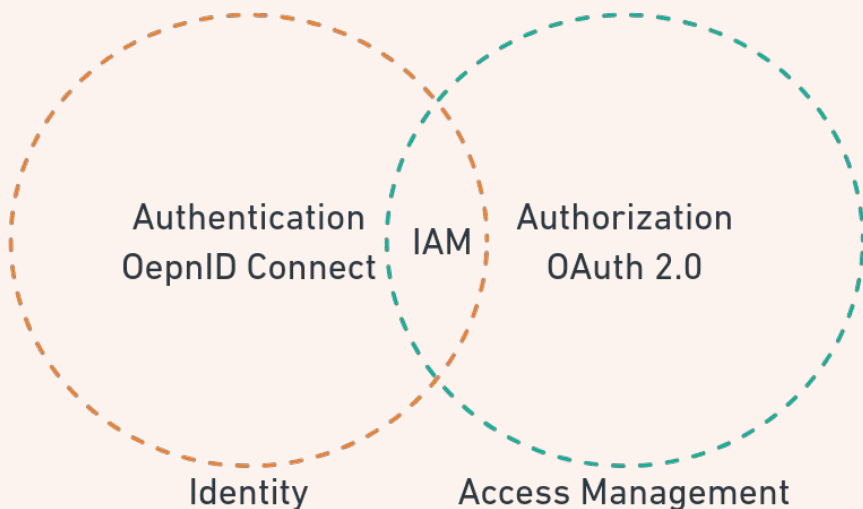 Authentication
OepnID Connect
IAM
Authorization
OAuth 2.0
Identity
Access Management